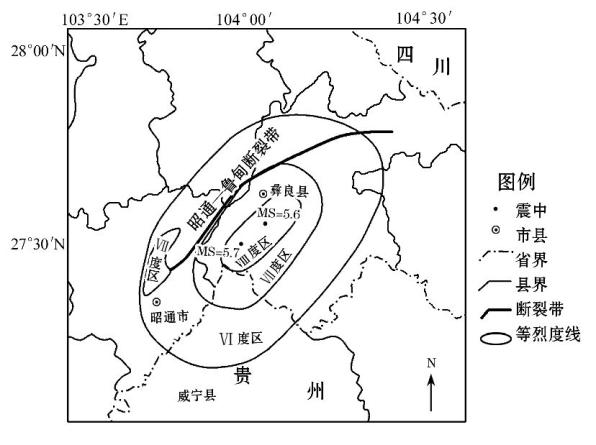 103°30′E
104°00′
104°30′
28°00′N
27°30′
四川
昭通—鲁甸断裂带
彝良县
MS=5.6
MS=5.7
VIII度区
VII度区
VII度区
昭通市
VI度区
贵州
威宁县
N
图例
震中
市县
省界
县界
断裂带
等烈度线